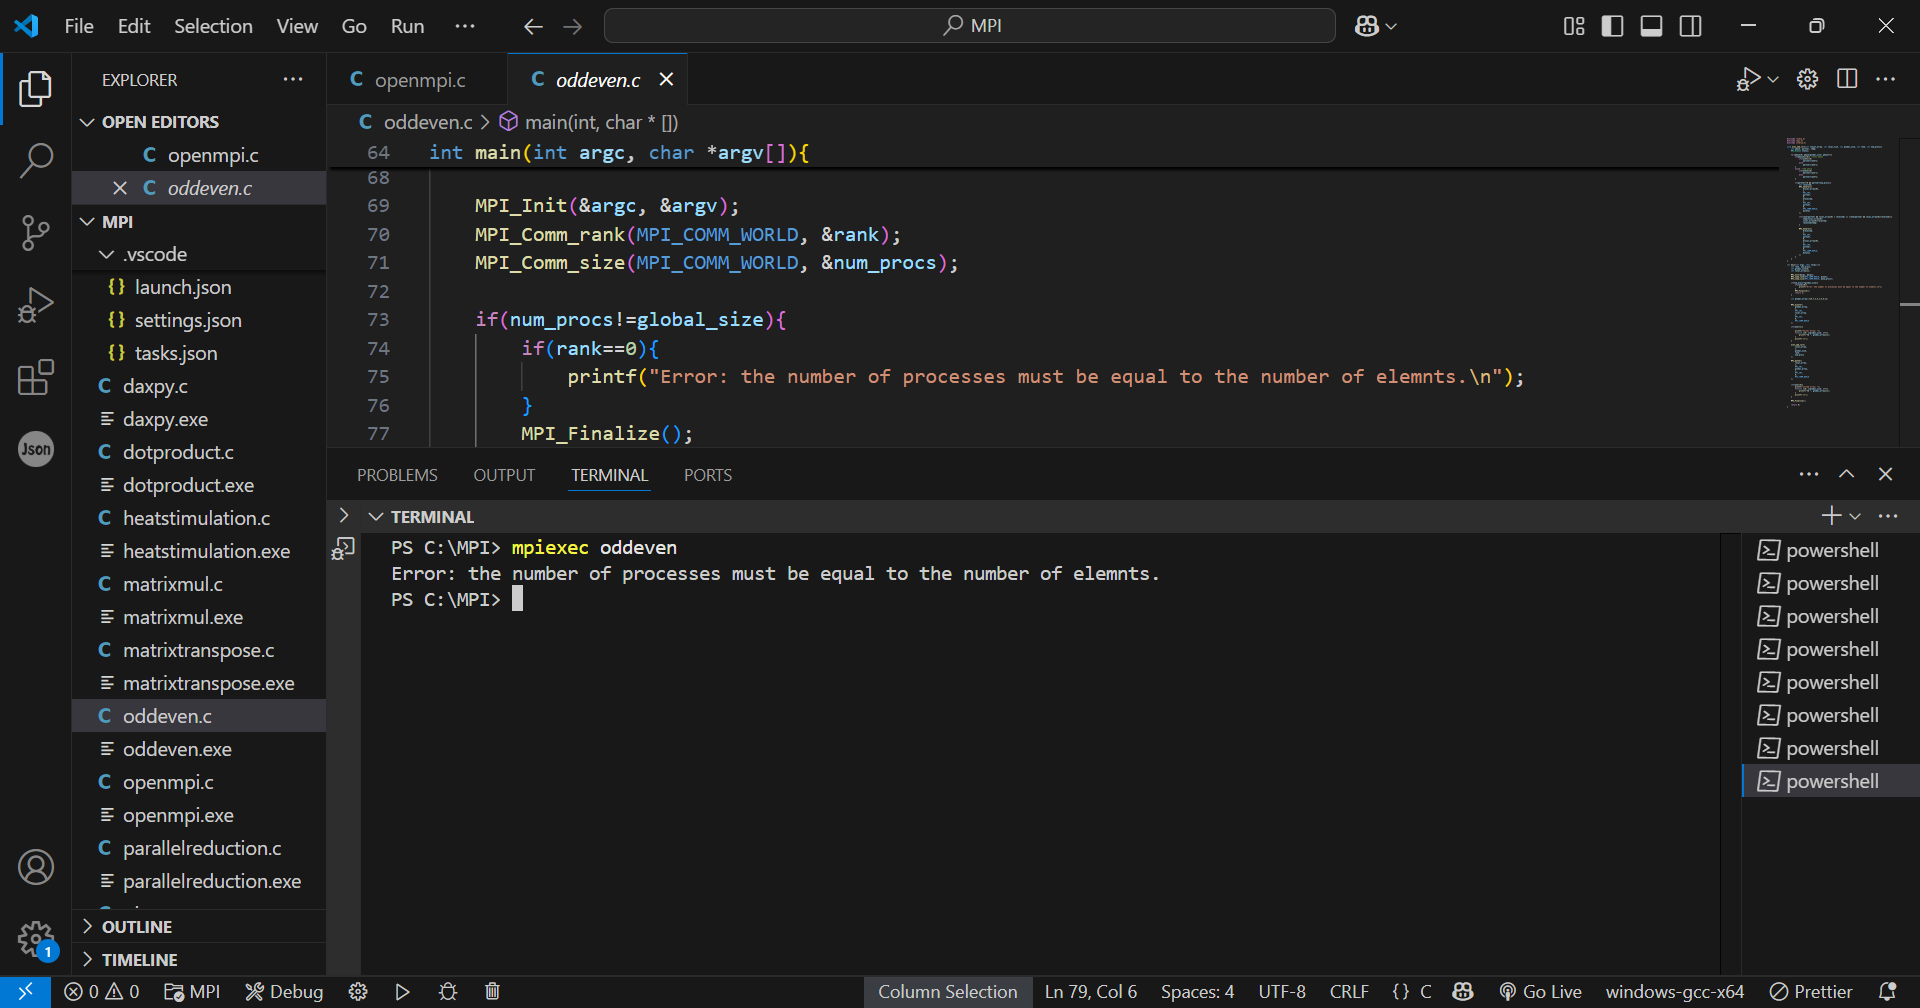 File Edit Selection View Go Run ··· MPI
EXPLORER ···
openmpi.c oddeven.c
OPEN EDITORS
openmpi.c
oddeven.c
MPI
.vscode
{} launch.json
{} settings.json
{} tasks.json
C daxpy.c
daxpy.exe
C dotproduct.c
dotproduct.exe
C heatstimulation.c
heatstimulation.exe
C matrixmul.c
matrixmul.exe
C matrixtranspose.c
matrixtranspose.exe
C oddeven.c
oddeven.exe
C openmpi.c
openmpi.exe
C parallelreduction.c
parallelreduction.exe
OUTLINE
TIMELINE
Json
1
C oddeven.c > main(int, char * [])
64 int main(int argc, char *argv[]){
68
69 MPI_Init(&argc, &argv);
70 MPI_Comm_rank(MPI_COMM_WORLD, &rank);
71 MPI_Comm_size(MPI_COMM_WORLD, &num_procs);
72
73 if(num_procs!=global_size){
74 if(rank==0){
75 printf("Error: the number of processes must be equal to the number of elemnts.\n");
76 }
77 MPI_Finalize();
PROBLEMS OUTPUT TERMINAL PORTS
TERMINAL
PS C:\MPI> mpiexec oddeven
Error: the number of processes must be equal to the number of elemnts.
PS C:\MPI>
powershell
powershell
powershell
powershell
powershell
powershell
powershell
powershell
0 0 MPI Debug Column Selection Ln 79, Col 6 Spaces: 4 UTF-8 CRLF {} C Go Live windows-gcc-x64 Prettier